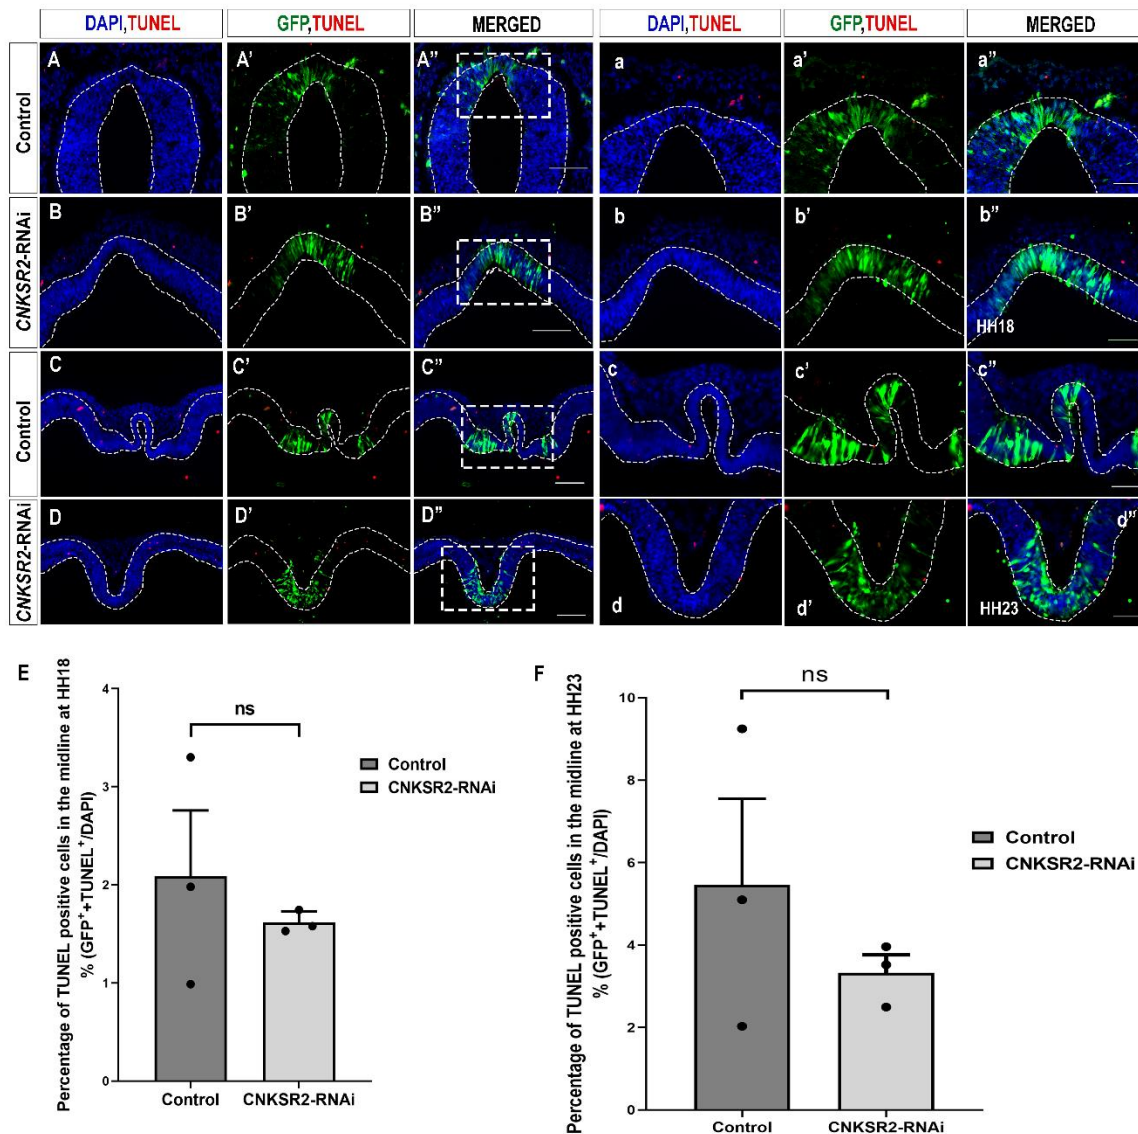 DAPI,TUNEL GFP,TUNEL MERGED DAPI,TUNEL GFP,TUNEL MERGED
Control
A A' A" a a' a"
CNKSR2-RNAi
B B' B" b b' b"
HH18
Control
C C' C" c c' c"
CNKSR2-RNAi
D D' D" d d' d"
HH23
E
Percentage of TUNEL positive cells in the midline at HH18
% (GFP⁺+TUNEL⁺/DAPI)
4
3
2
1
0
ns
Control
CNKSR2-RNAi
Control CNKSR2-RNAi
F
Percentage of TUNEL positive cells in the midline at HH23
% (GFP⁺+TUNEL⁺/DAPI)
10
8
6
4
2
0
ns
Control
CNKSR2-RNAi
Control CNKSR2-RNAi